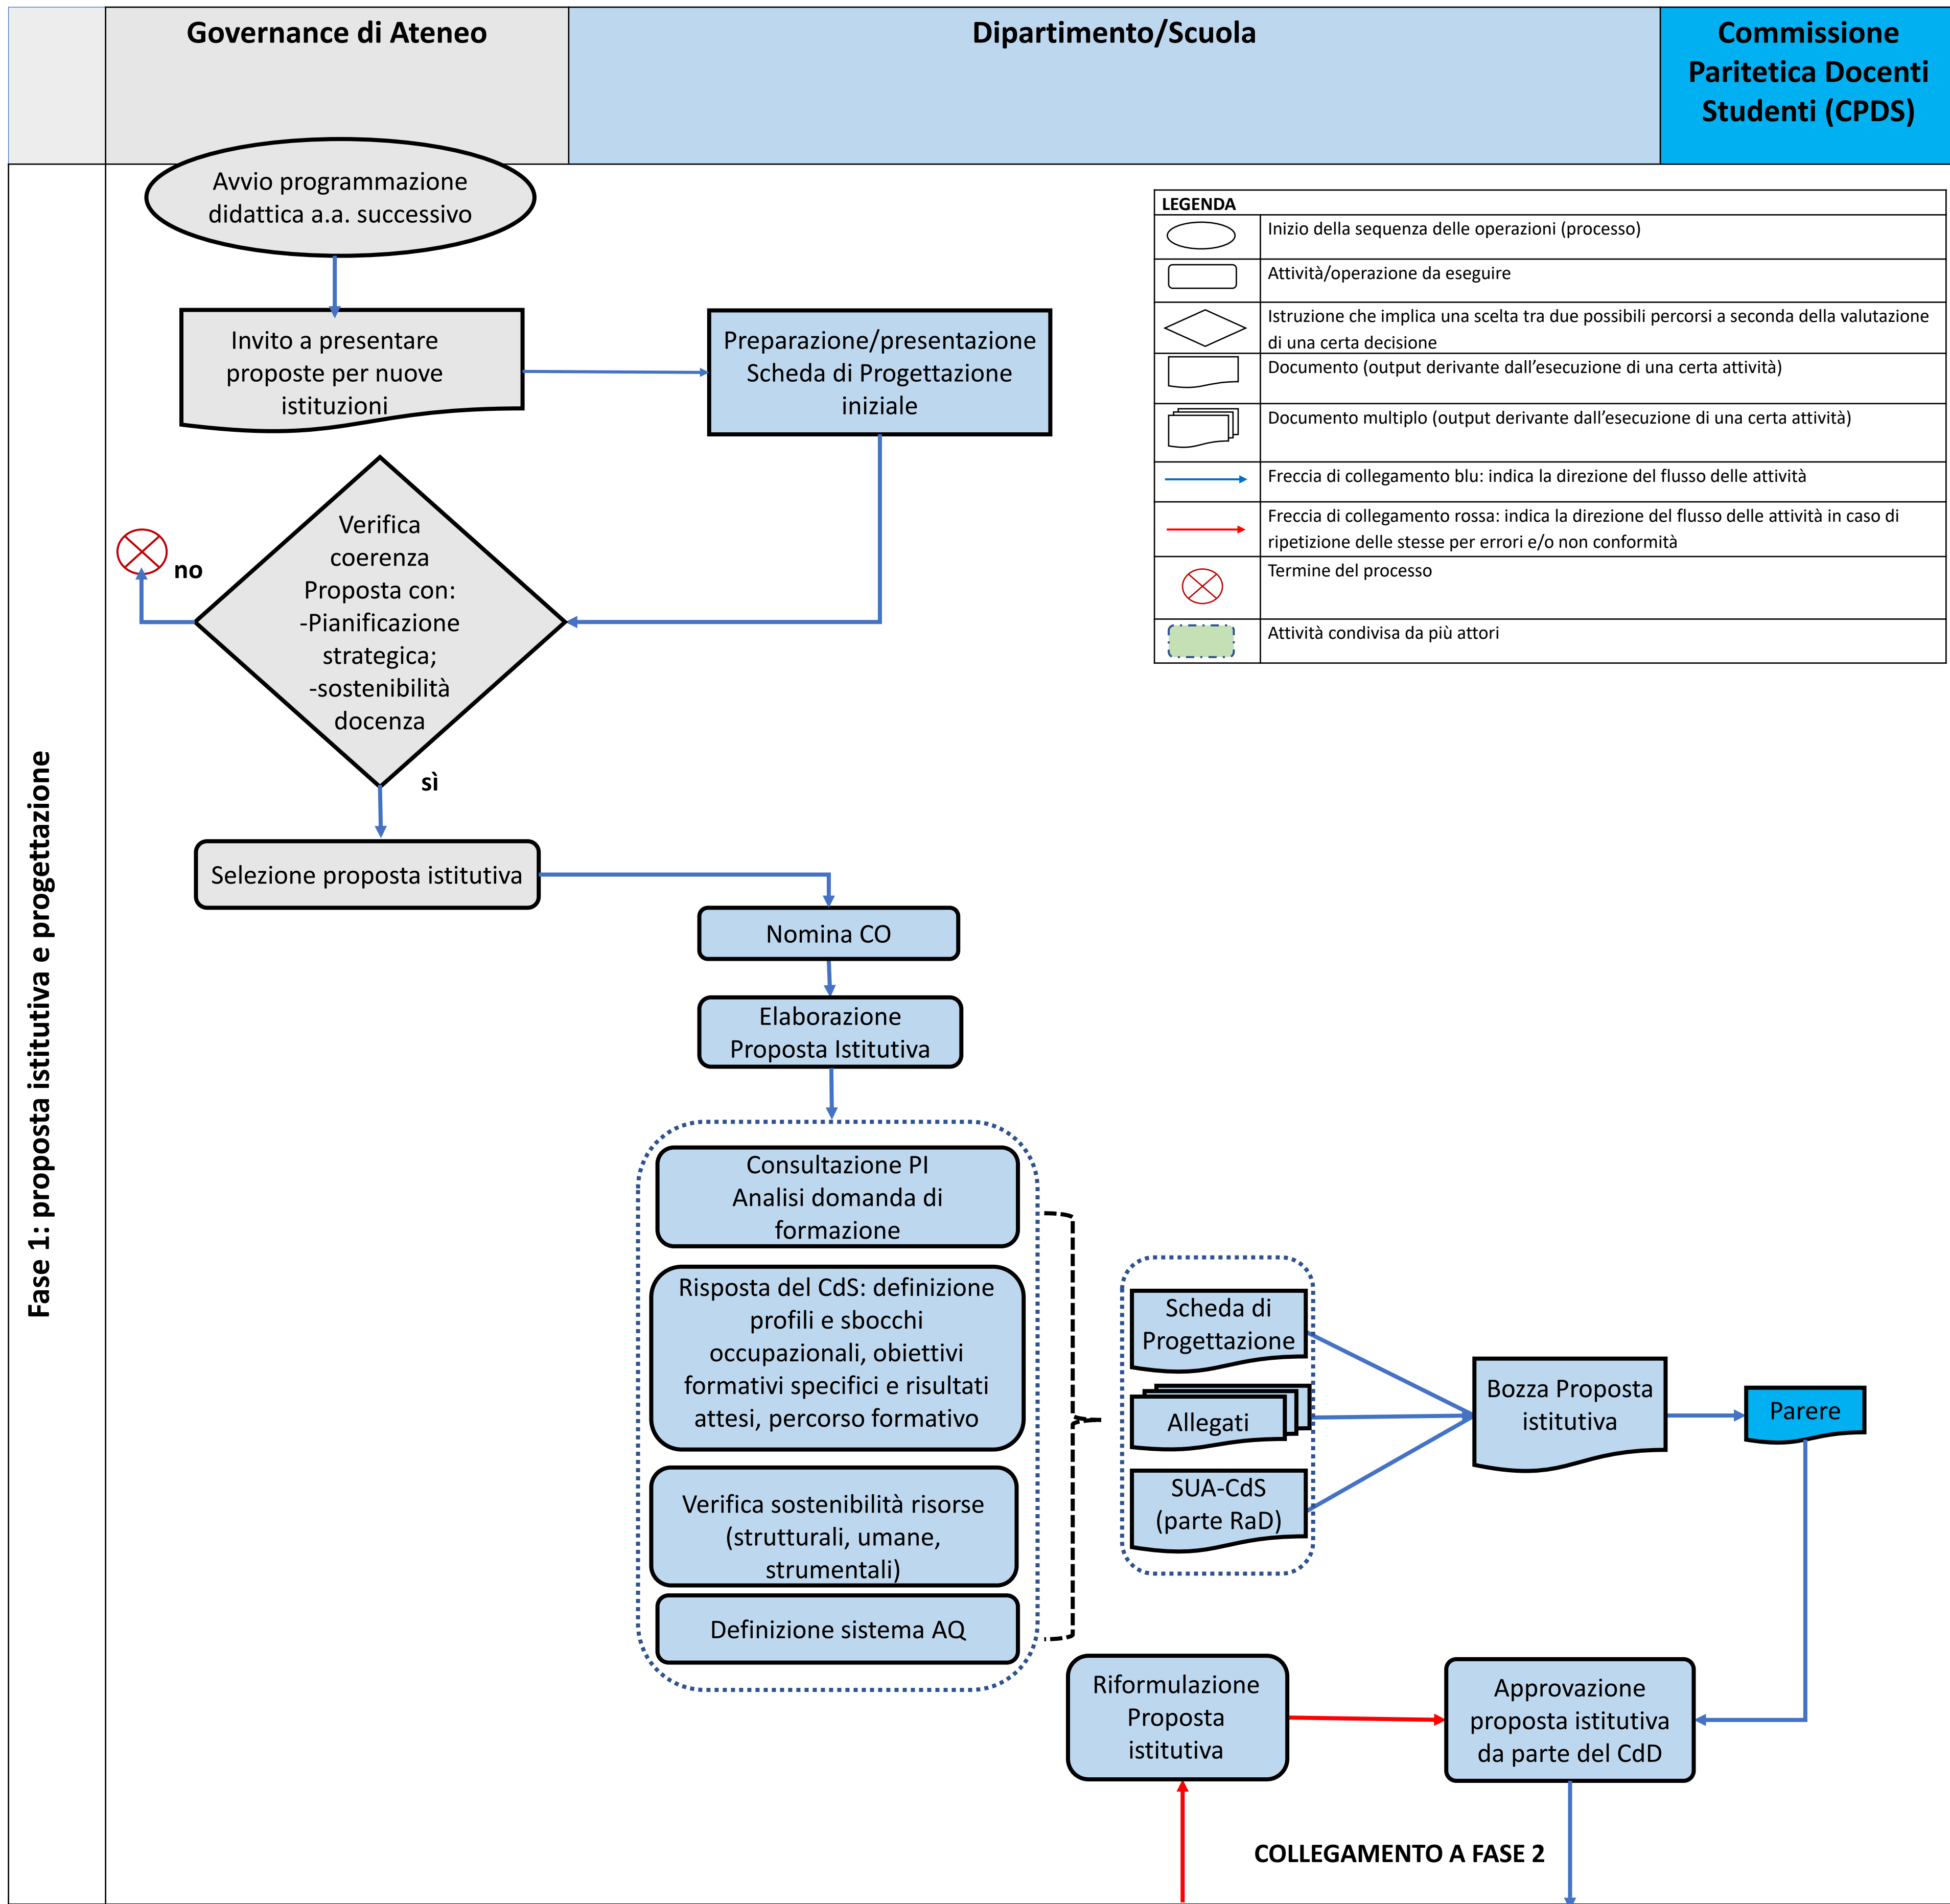 Governance di Ateneo
Dipartimento/Scuola
Commissione
Paritetica Docenti
Studenti (CPDS)
Fase 1: proposta istitutiva e progettazione
Avvio programmazione
didattica a.a. successivo
Invito a presentare
proposte per nuove
istituzioni
Preparazione/presentazione
Scheda di Progettazione
iniziale
LEGENDA
Inizio della sequenza delle operazioni (processo)
Attività/operazione da eseguire
Istruzione che implica una scelta tra due possibili percorsi a seconda della valutazione
di una certa decisione
Documento (output derivante dall’esecuzione di una certa attività)
Documento multiplo (output derivante dall’esecuzione di una certa attività)
Freccia di collegamento blu: indica la direzione del flusso delle attività
Freccia di collegamento rossa: indica la direzione del flusso delle attività in caso di
ripetizione delle stesse per errori e/o non conformità
Termine del processo
Attività condivisa da più attori
Verifica
coerenza
Proposta con:
-Pianificazione
strategica;
-sostenibilità
docenza
no
sì
Selezione proposta istitutiva
Nomina CO
Elaborazione
Proposta Istitutiva
Consultazione PI
Analisi domanda di
formazione
Risposta del CdS: definizione
profili e sbocchi
occupazionali, obiettivi
formativi specifici e risultati
attesi, percorso formativo
Verifica sostenibilità risorse
(strutturali, umane,
strumentali)
Definizione sistema AQ
Scheda di
Progettazione
Allegati
SUA-CdS
(parte RaD)
Bozza Proposta
istitutiva
Parere
Riformulazione
Proposta
istitutiva
Approvazione
proposta istitutiva
da parte del CdD
COLLEGAMENTO A FASE 2